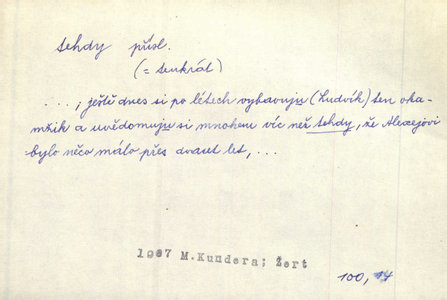 tehdy přísl.
(= tenkrát)
...; ještě dnes si po létech vybavuju (Ludvík) ten oka-
mžik a uvědomuju si mnohem víc než tehdy, že Alexejovi
bylo něco málo přes dvacet let, ...
1967 M.Kundera; Žert
100, 14